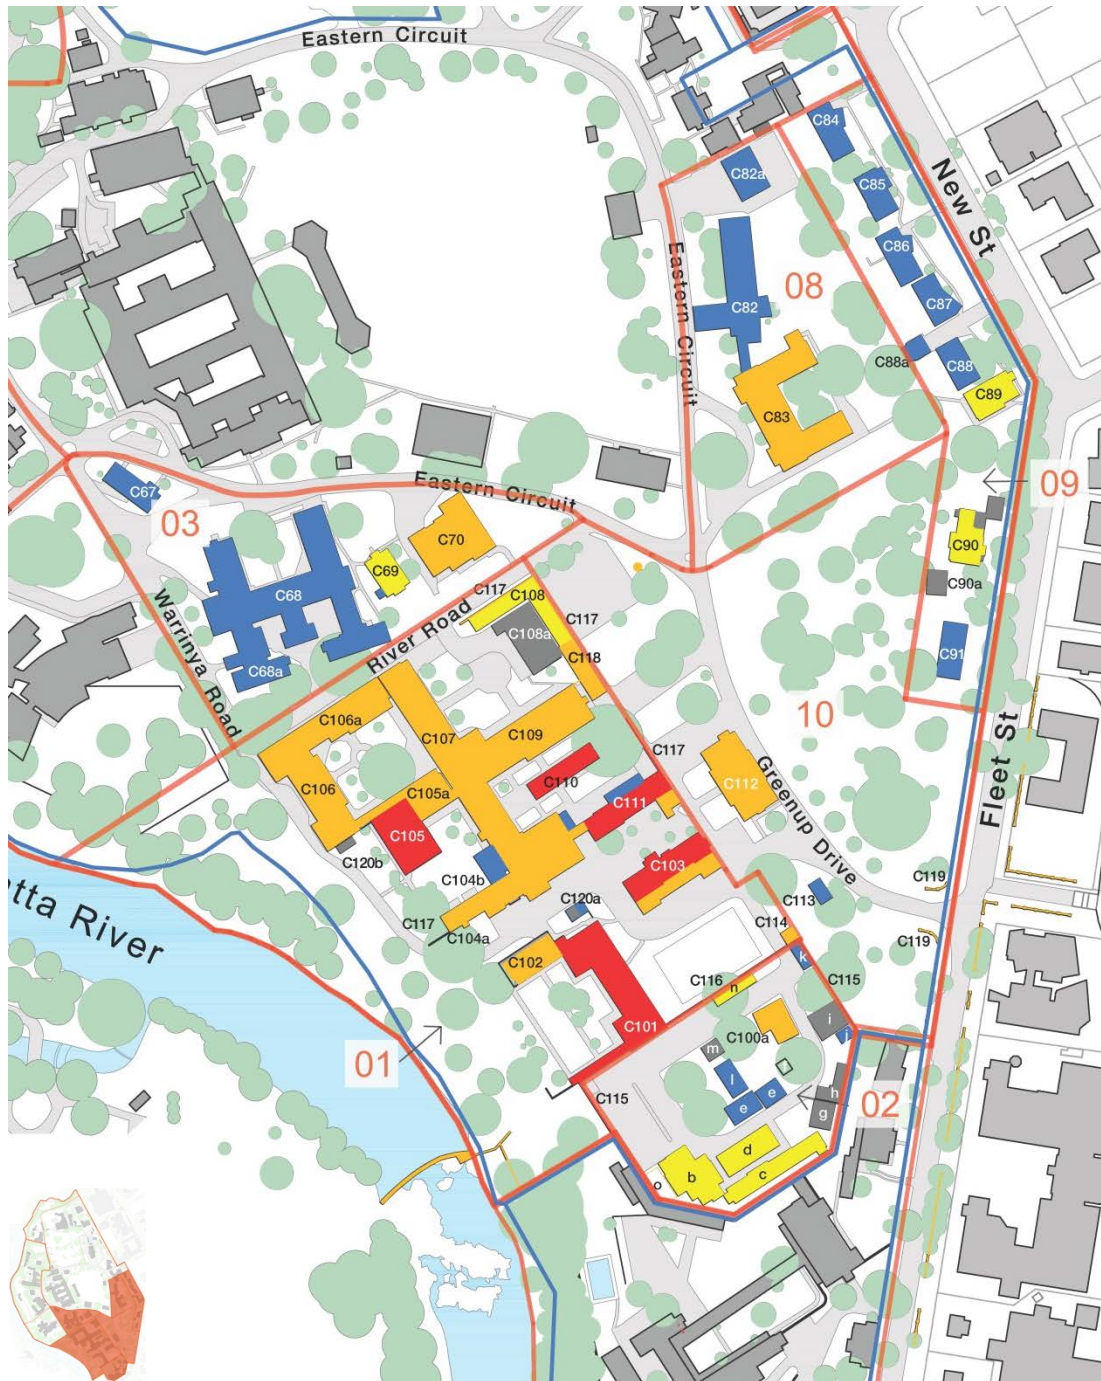 Eastern Circuit
C84
C82a
C85
New St
C86
Eastern Circuit
08
C87
C82
C88a
C88
C89
C83
C67
Eastern Circuit
09
03
C70
C90
C69
C117
C108
C90a
C68
C117
C108a
River Road
C118
C91
C68a
Warrinya Road
C106a
10
C107
C109
C117
Fleet St
C110
C112
C106
C105a
C111
Greenup Drive
C105
C103
C120b
C104b
C119
C113
C120a
atta River
C117
C104a
C114
C119
C102
k
C116
C115
n
C101
i
C100a
j
01
m
l
C115
e
e
h
02
g
d
b
c
o